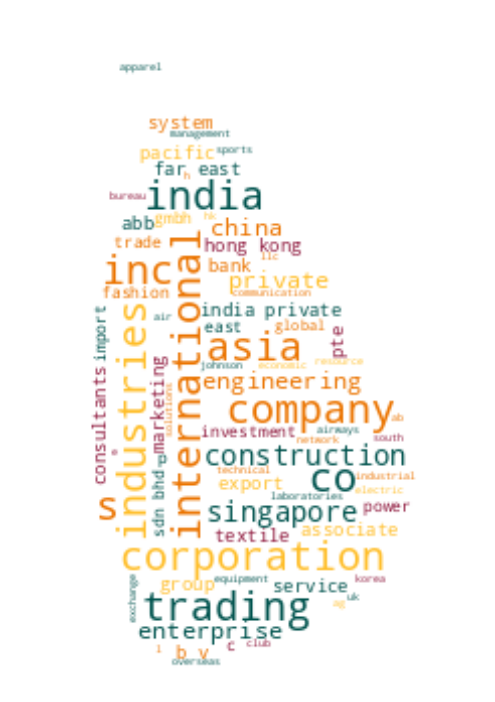 apparel
system
management
pacific
sports
far east
h
bureau
india
abb
gmbh
hk
china
trade
hong kong
llc
inc
bank
fashion
private
communication
international
industries
import
air
india private
east
global
pte
asia
johnson
economic
resource
consultants
marketing
solutions
engineering
company
ab
investment
airways
network
south
construction
technical
co
industrial
export
electric
laboratories
s
sdn bhd
singapore
power
textile
associate
corporation
exchange
group
equipment
service
korea
trading
uk
ag
enterprise
c
club
l
b v
overseas